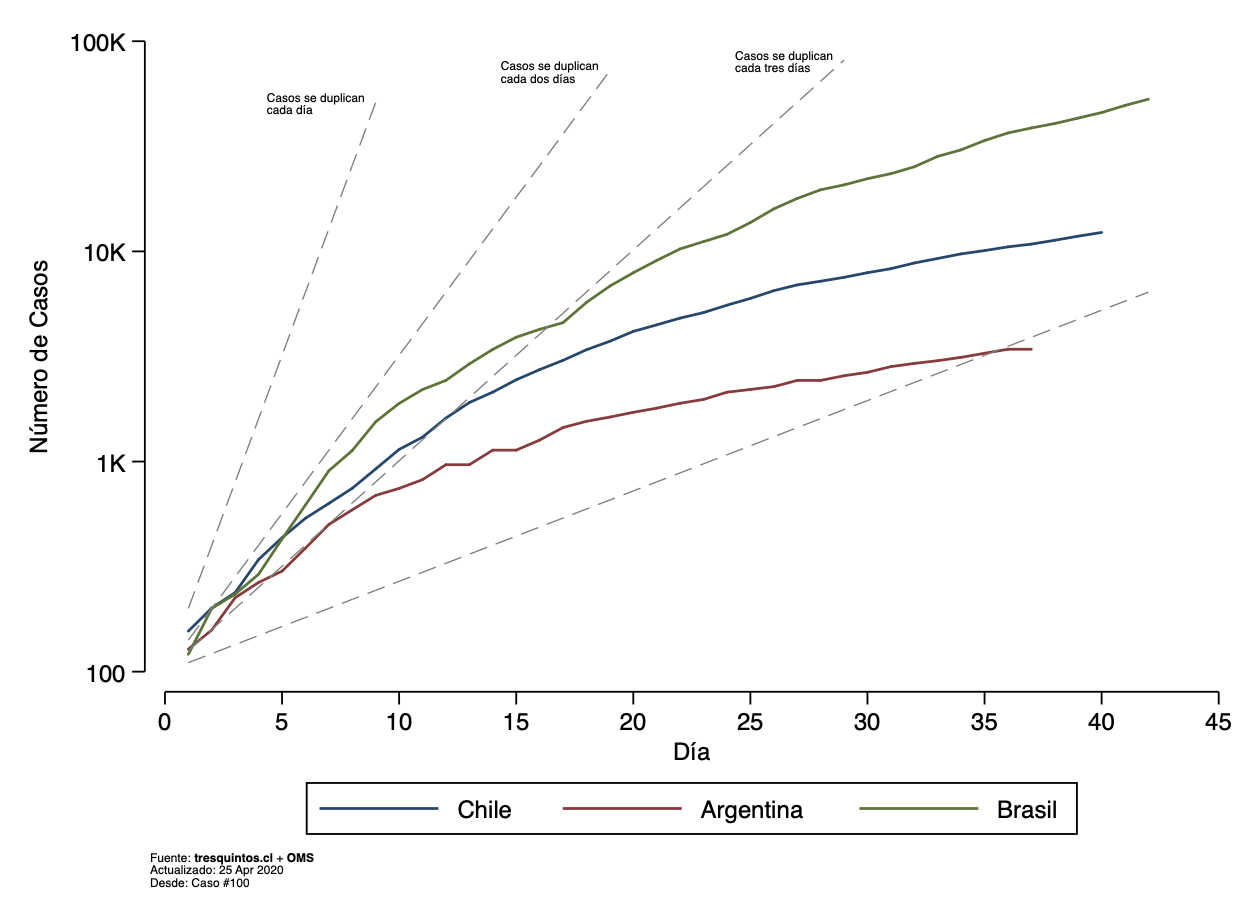 100K
10K
1K
100
Número de Casos
Casos se duplican
cada día
Casos se duplican
cada dos días
Casos se duplican
cada tres días
0 5 10 15 20 25 30 35 40 45
Día
Chile Argentina Brasil
Fuente: tresquintos.cl + OMS
Actualizado: 25 Apr 2020
Desde: Caso #100